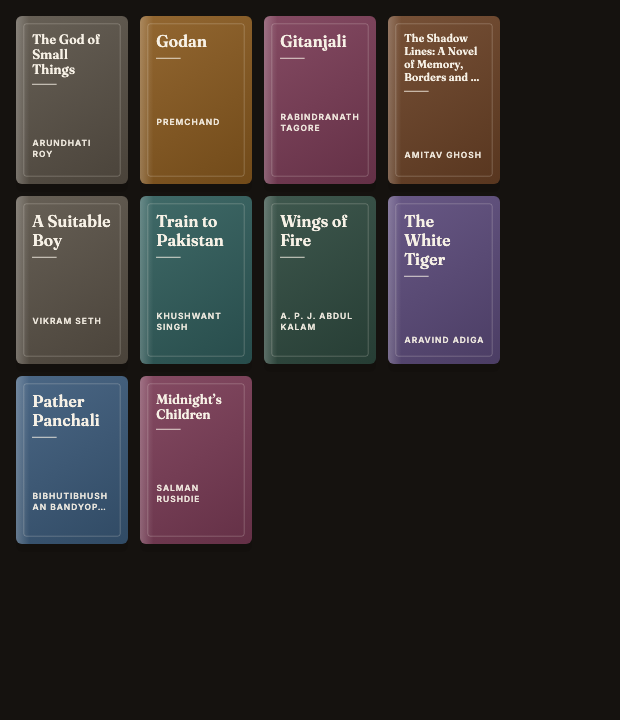 The God of
Small
Things
ARUNDHATI
ROY
Godan
PREMCHAND
Gitanjali
RABINDRANATH
TAGORE
The Shadow
Lines: A Novel
of Memory,
Borders and ...
AMITAV GHOSH
A Suitable
Boy
VIKRAM SETH
Train to
Pakistan
KHUSHWANT
SINGH
Wings of
Fire
A. P. J. ABDUL
KALAM
The
White
Tiger
ARAVIND ADIGA
Pather
Panchali
BIBHUTIBHUSH
AN BANDYOP...
Midnight’s
Children
SALMAN
RUSHDIE